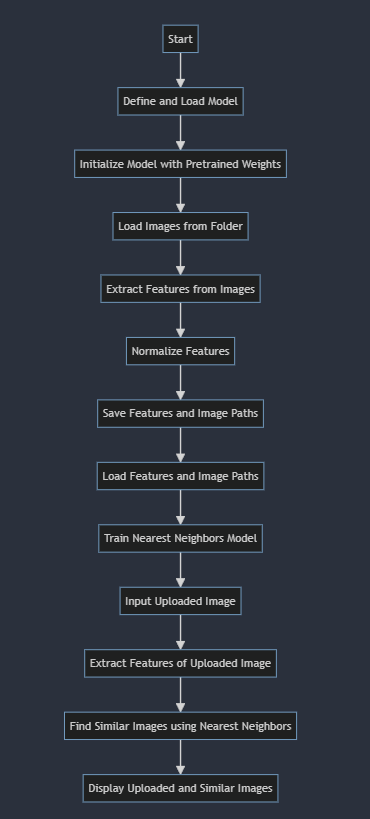 Start
Define and Load Model
Initialize Model with Pretrained Weights
Load Images from Folder
Extract Features from Images
Normalize Features
Save Features and Image Paths
Load Features and Image Paths
Train Nearest Neighbors Model
Input Uploaded Image
Extract Features of Uploaded Image
Find Similar Images using Nearest Neighbors
Display Uploaded and Similar Images